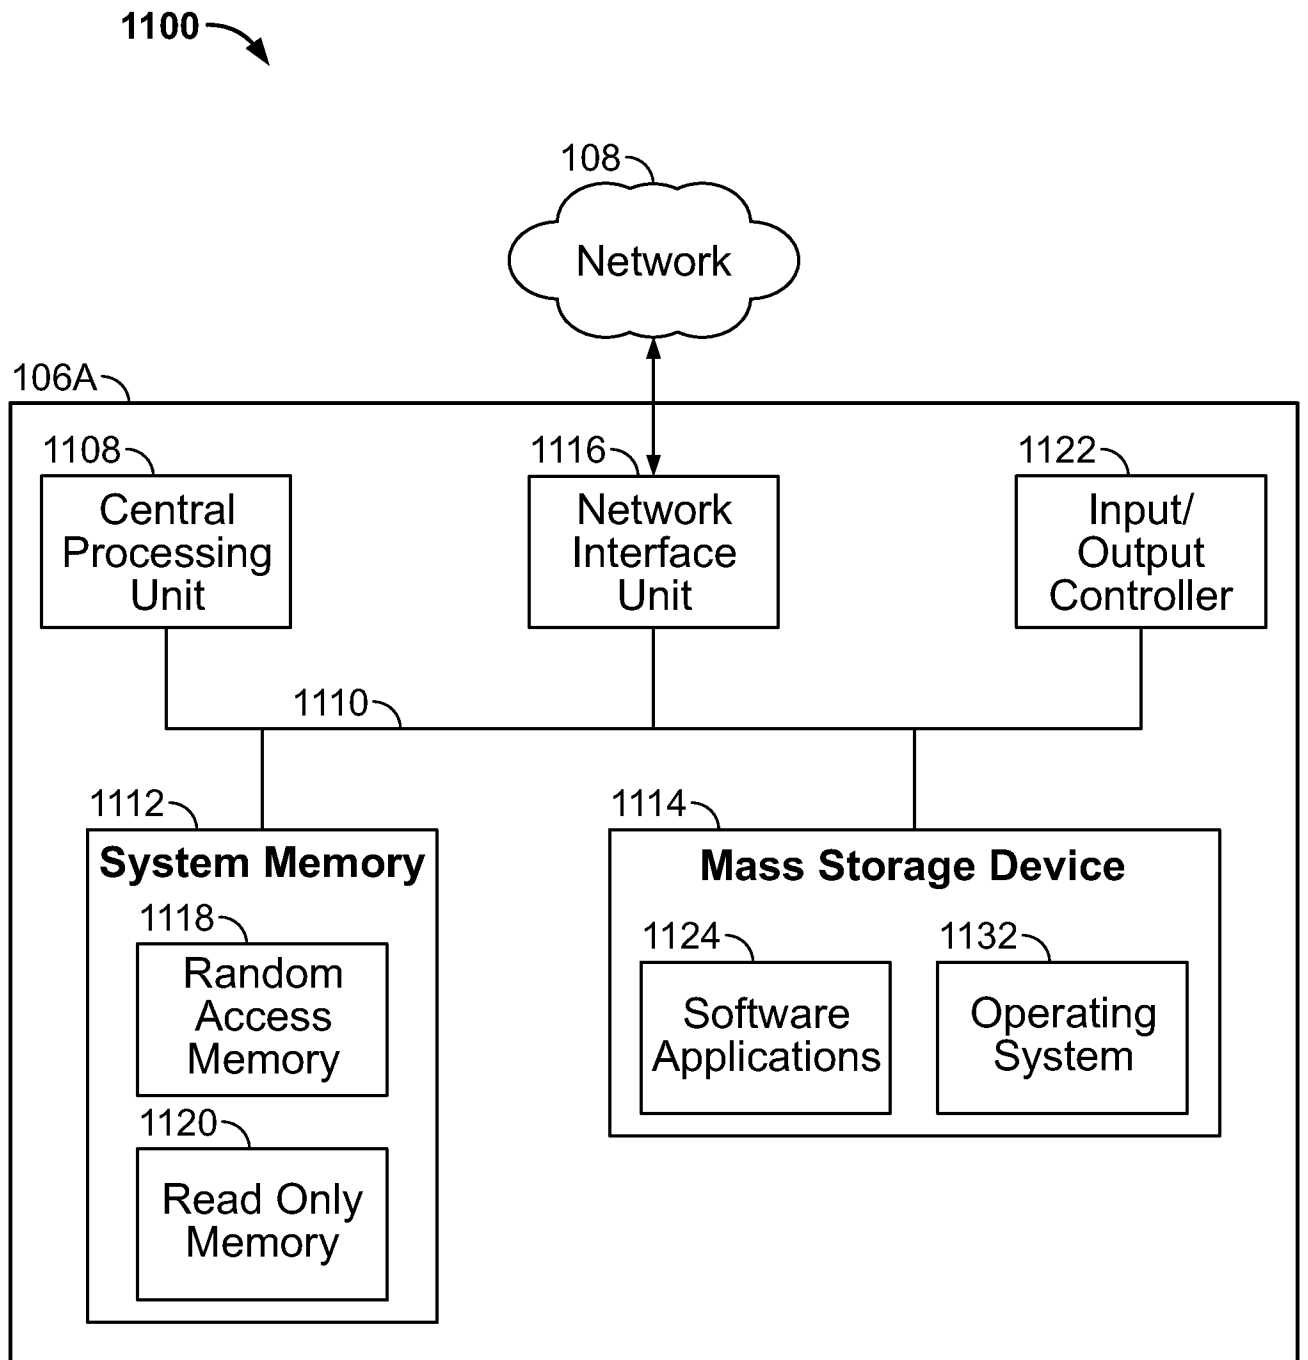 1100
108
Network
106A
1108
Central
Processing
Unit
1116
Network
Interface
Unit
1122
Input/
Output
Controller
1110
1112
System Memory
1118
Random
Access
Memory
1120
Read Only
Memory
1114
Mass Storage Device
1124
Software
Applications
1132
Operating
System